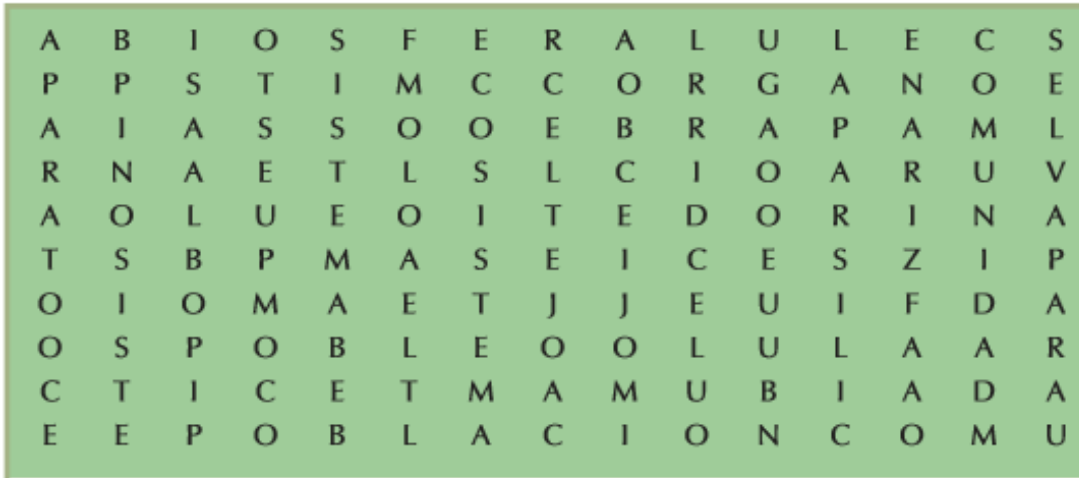 A B I O S F E R A L U L E C S
P P S T I M C C O R G A N O E
A I A S S O O E B R A P A M L
R N A E T L S L C I O A R U V
A O L U E O I T E D O R I N A
T S B P M A S E I C E S Z I P
O I O M A E T J J E U I F D A
O S P O B L E O O L U L A A R
C T I C E T M A M U B I A D A
E E P O B L A C I O N C O M U